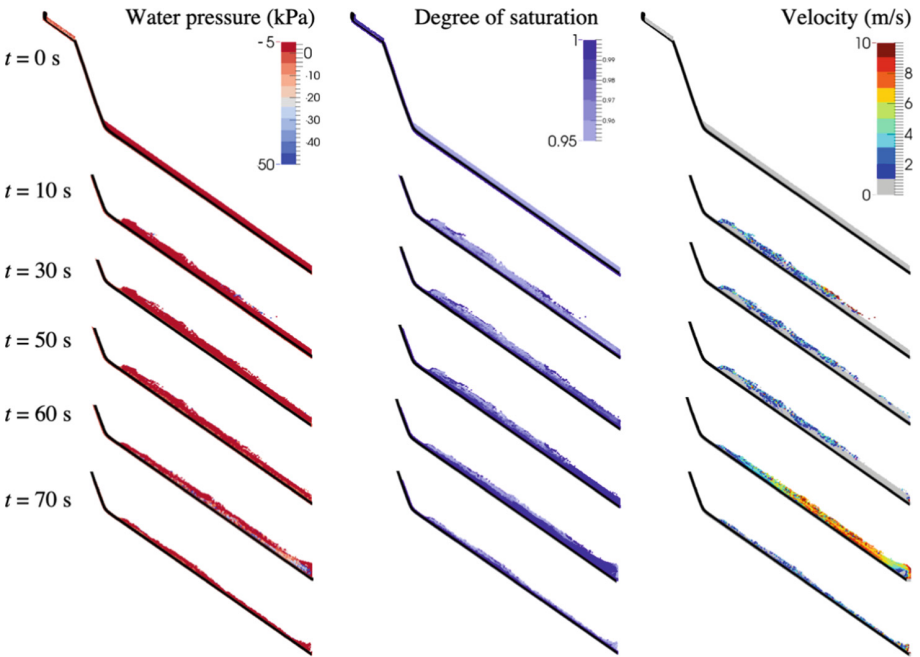 Water pressure (kPa)
Degree of saturation
Velocity (m/s)
t = 0 s
-5
0
-10
-20
30
40
50
1
0.99
0.98
0.97
0.96
0.95
10
8
6
4
2
0
t = 10 s
t = 30 s
t = 50 s
t = 60 s
t = 70 s